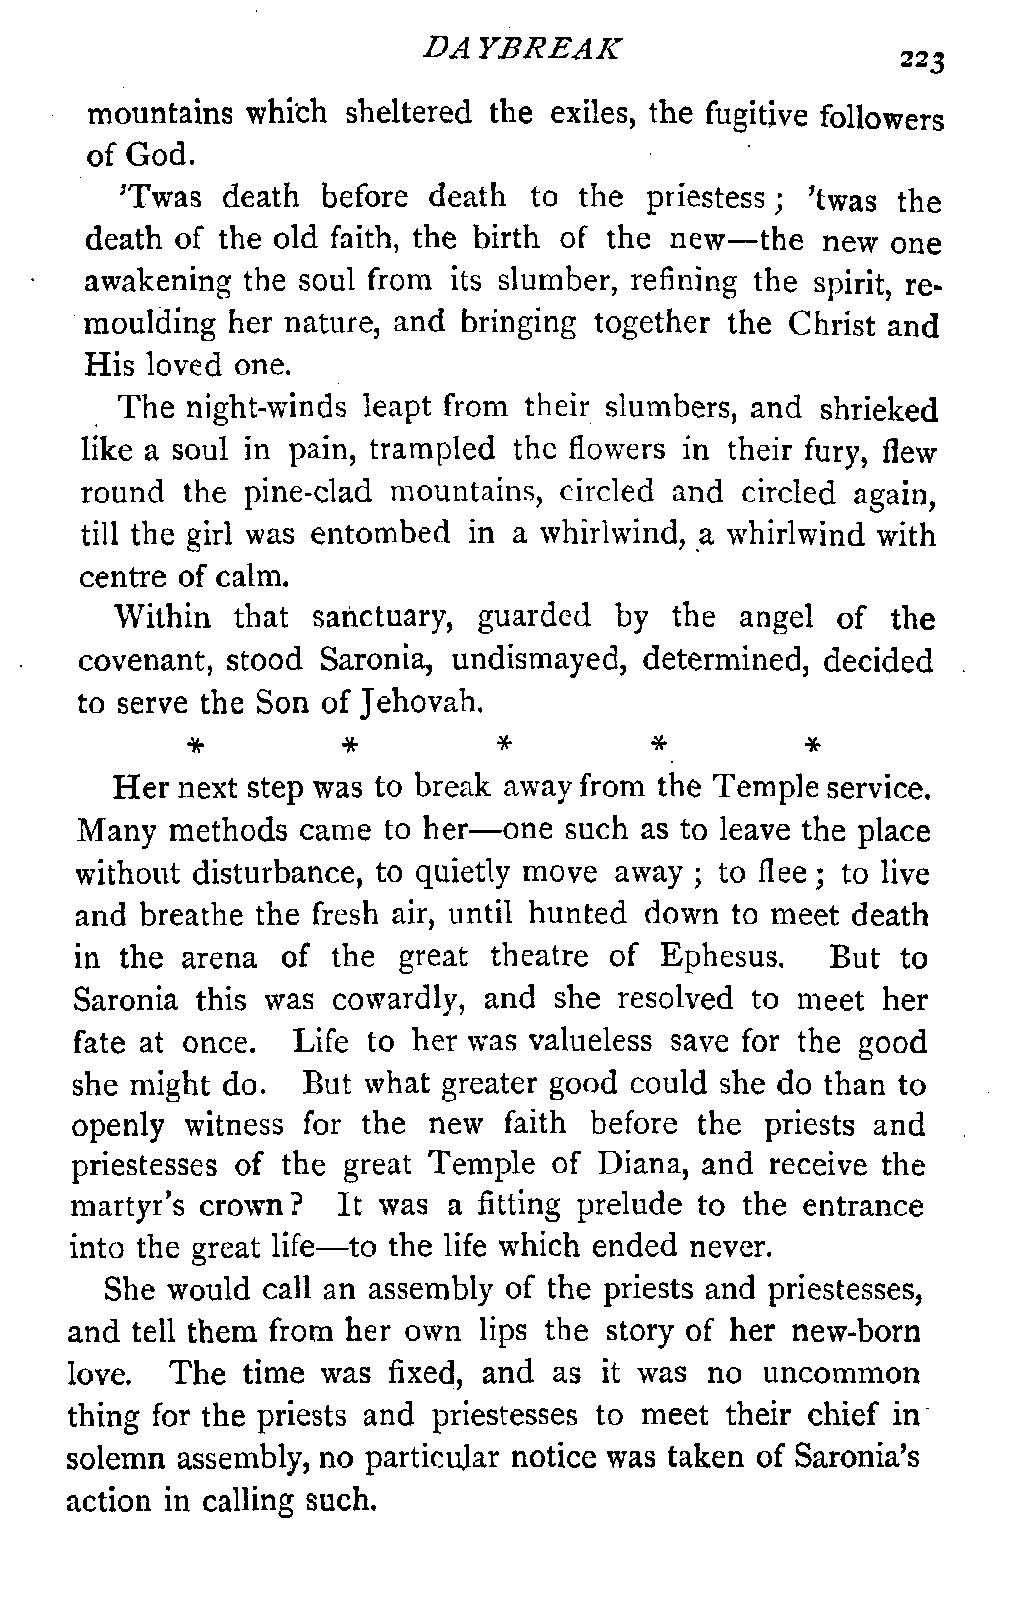 DAYBREAK 223
mountains which sheltered the exiles, the fugitive followers
of God.
'Twas death before death to the priestess; 'twas the
death of the old faith, the birth of the new—the new one
awakening the soul from its slumber, refining the spirit, re-
moulding her nature, and bringing together the Christ and
His loved one.
The night-winds leapt from their slumbers, and shrieked
like a soul in pain, trampled the flowers in their fury, flew
round the pine-clad mountains, circled and circled again,
till the girl was entombed in a whirlwind, a whirlwind with
centre of calm.
Within that sanctuary, guarded by the angel of the
covenant, stood Saronia, undismayed, determined, decided
to serve the Son of Jehovah.
* * * * *
Her next step was to break away from the Temple service.
Many methods came to her—one such as to leave the place
without disturbance, to quietly move away; to flee; to live
and breathe the fresh air, until hunted down to meet death
in the arena of the great theatre of Ephesus. But to
Saronia this was cowardly, and she resolved to meet her
fate at once. Life to her was valueless save for the good
she might do. But what greater good could she do than to
openly witness for the new faith before the priests and
priestesses of the great Temple of Diana, and receive the
martyr's crown? It was a fitting prelude to the entrance
into the great life—to the life which ended never.
She would call an assembly of the priests and priestesses,
and tell them from her own lips the story of her new-born
love. The time was fixed, and as it was no uncommon
thing for the priests and priestesses to meet their chief in
solemn assembly, no particular notice was taken of Saronia's
action in calling such.